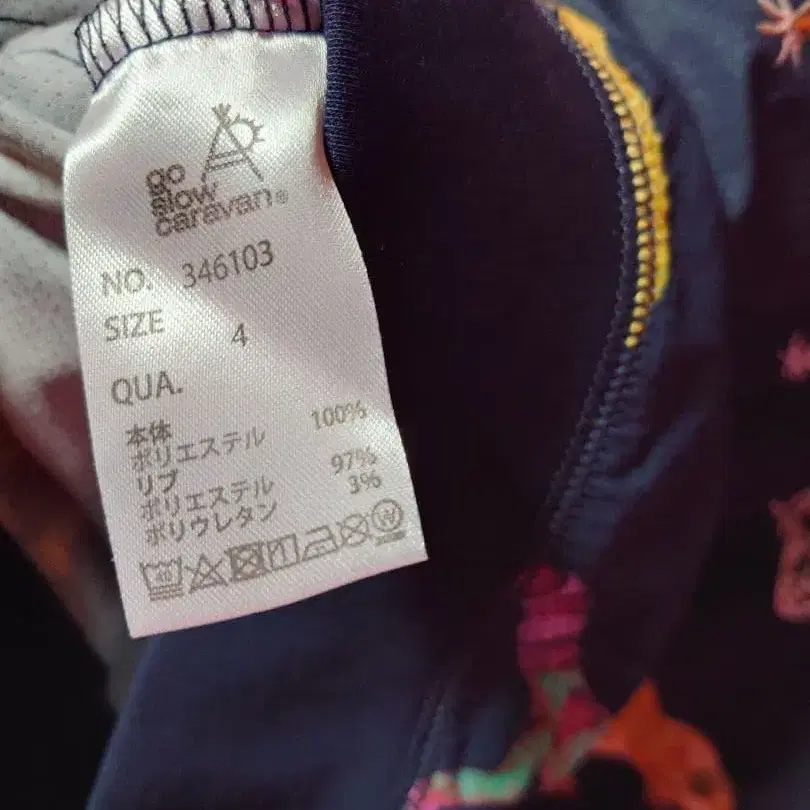 go
slow
caravan®
NO. 346103
SIZE 4
QUA.
本体
ポリエステル 100%
リブ
ポリエステル 97%
ポリウレタン 3%
40
W